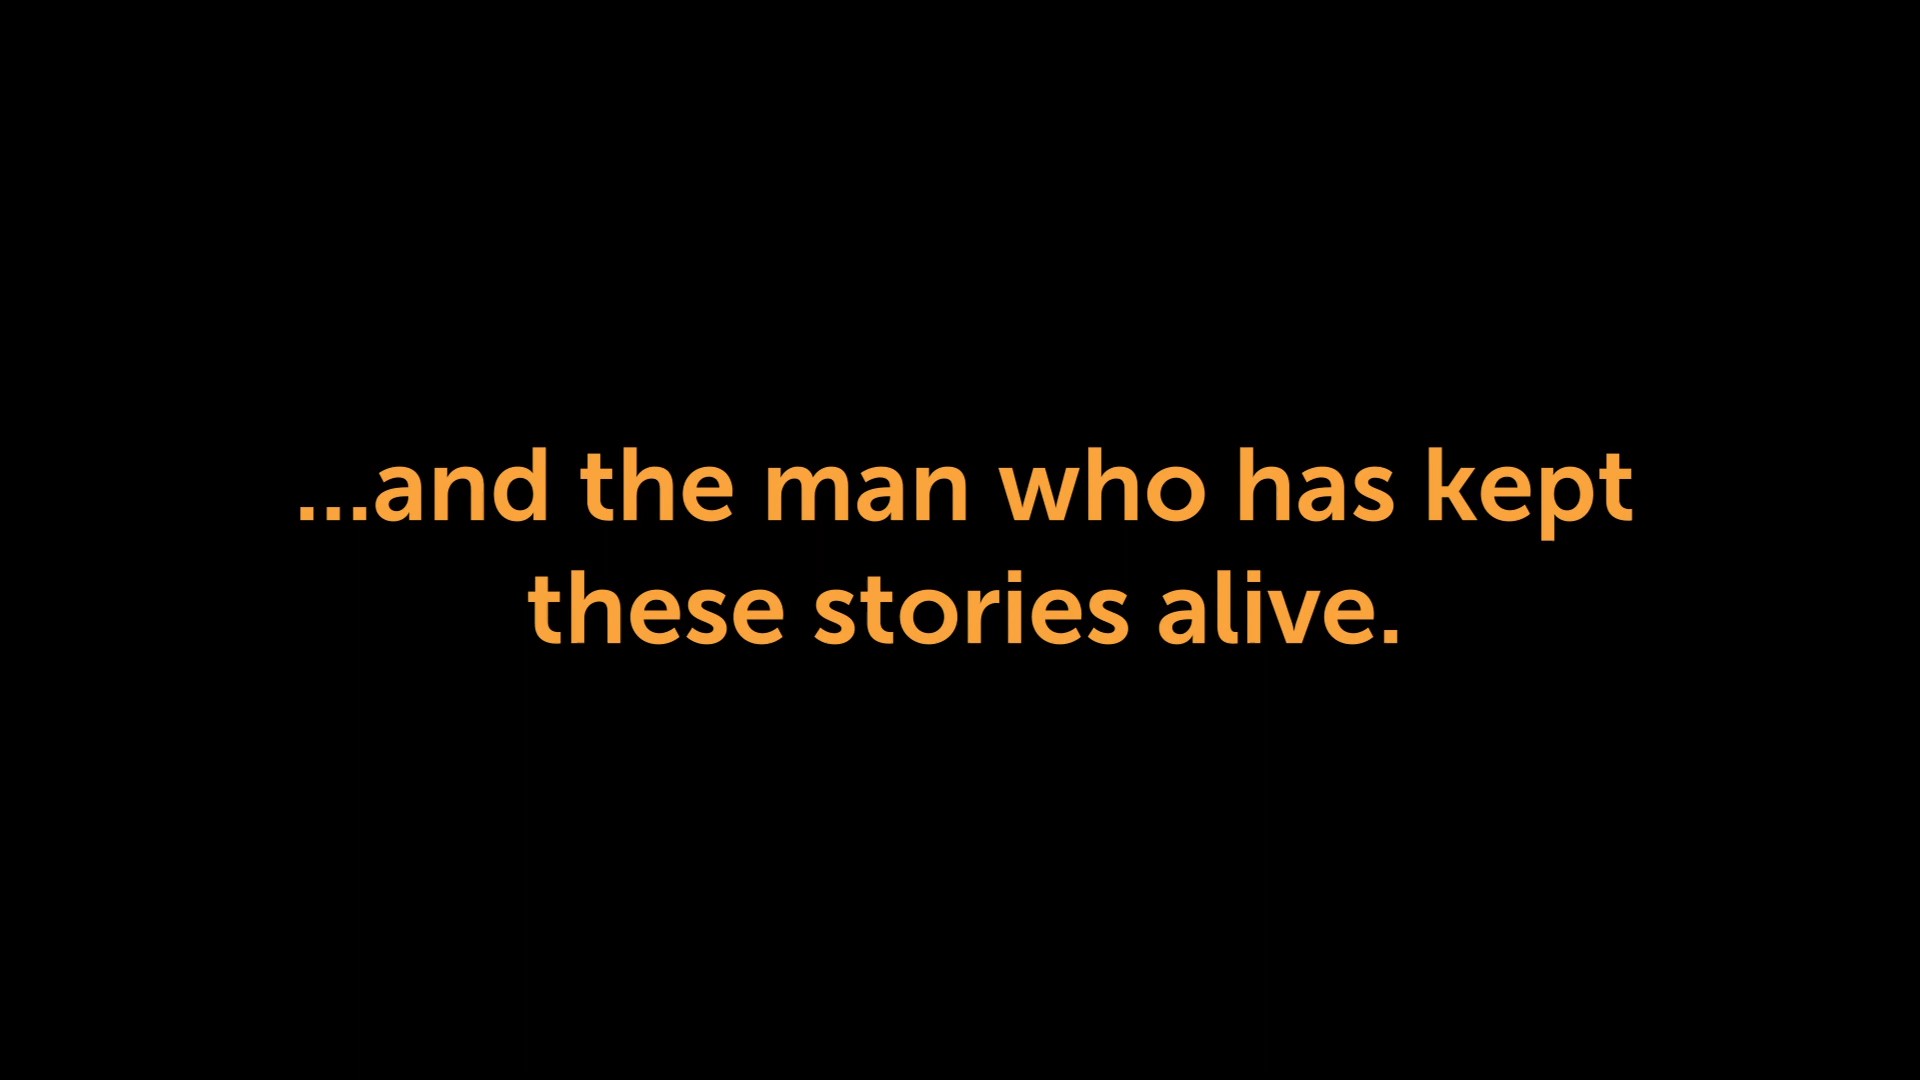 ...and the man who has kept
these stories alive.